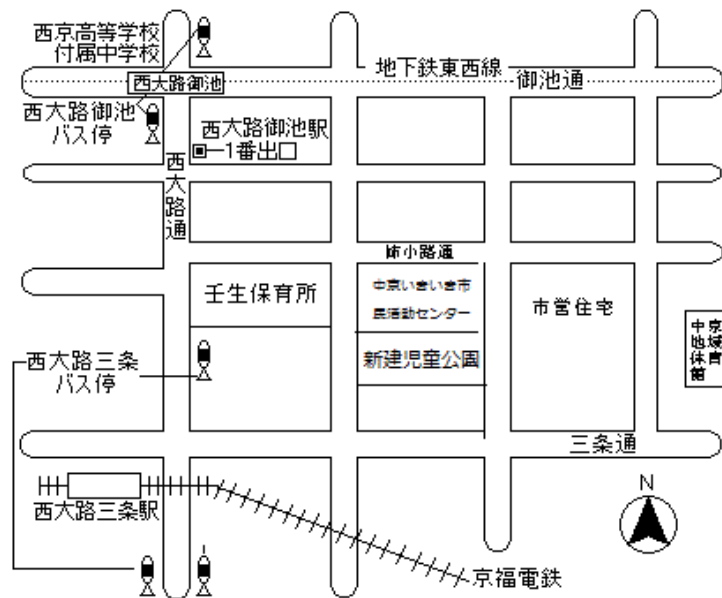 西京高等学校
付属中学校
地下鉄東西線
御池通
西大路御池
西大路御池
バス停
西大路御池駅
1番出口
西大路通
姉小路通
壬生保育所
中京いきいき市
民活動センター
市営住宅
新建児童公園
中京地域体育館
西大路三条
バス停
三条通
西大路三条駅
N
京福電鉄